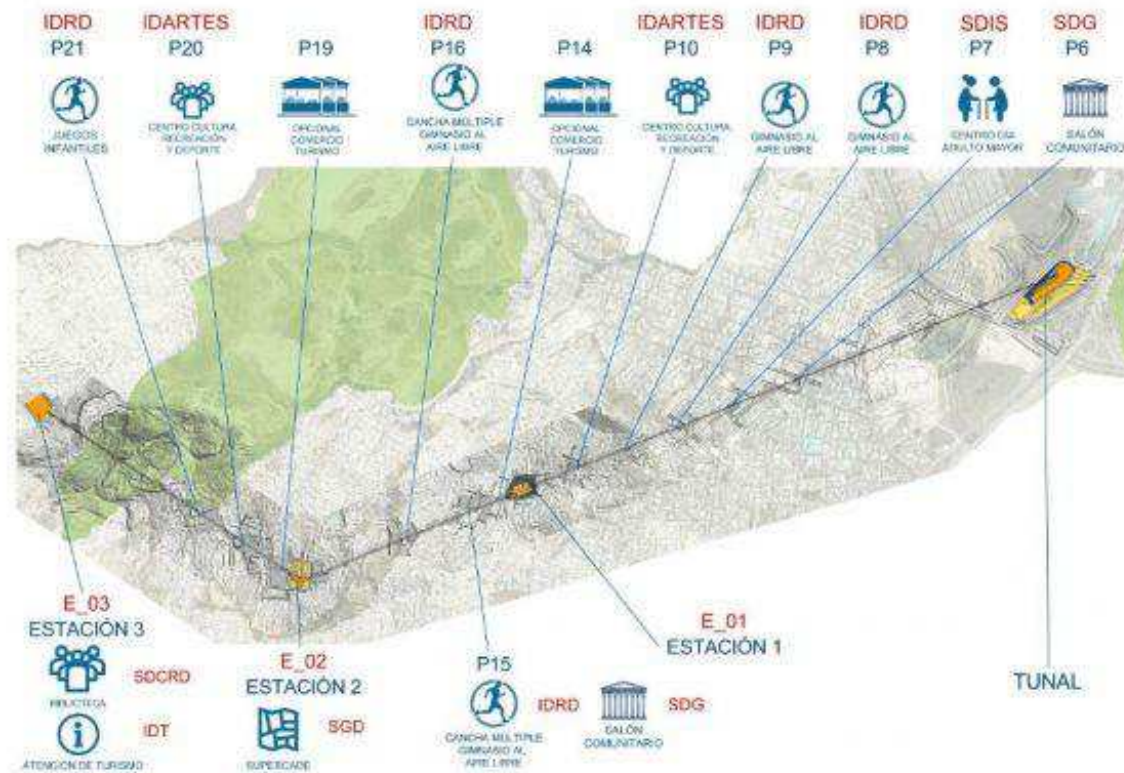 IDRD
P21
JUEGOS
INFANTILES
IDARTES
P20
CENTRO CULTURA
RECREACIÓN
Y DEPORTE
P19
OPCIONAL
COMERCIO
TURISMO
IDRD
P16
CANCHA MÚLTIPLE
GIMNASIO AL
AIRE LIBRE
P14
OPCIONAL
COMERCIO
TURISMO
IDARTES
P10
CENTRO CULTURA
RECREACIÓN
Y DEPORTE
IDRD
P9
GIMNASIO AL
AIRE LIBRE
IDRD
P8
GIMNASIO AL
AIRE LIBRE
SDIS
P7
CENTRO DIA
ADULTO MAYOR
SDG
P6
SALÓN
COMUNITARIO
E_03
ESTACIÓN 3
SDCRD
BIBLIOTECA
IDT
ATENCION DE TURISMO
E_02
ESTACIÓN 2
SGD
SUPERCADE
P15
IDRD
CANCHA MÚLTIPLE
GIMNASIO AL
AIRE LIBRE
SDG
SALÓN
COMUNITARIO
E_01
ESTACIÓN 1
TUNAL